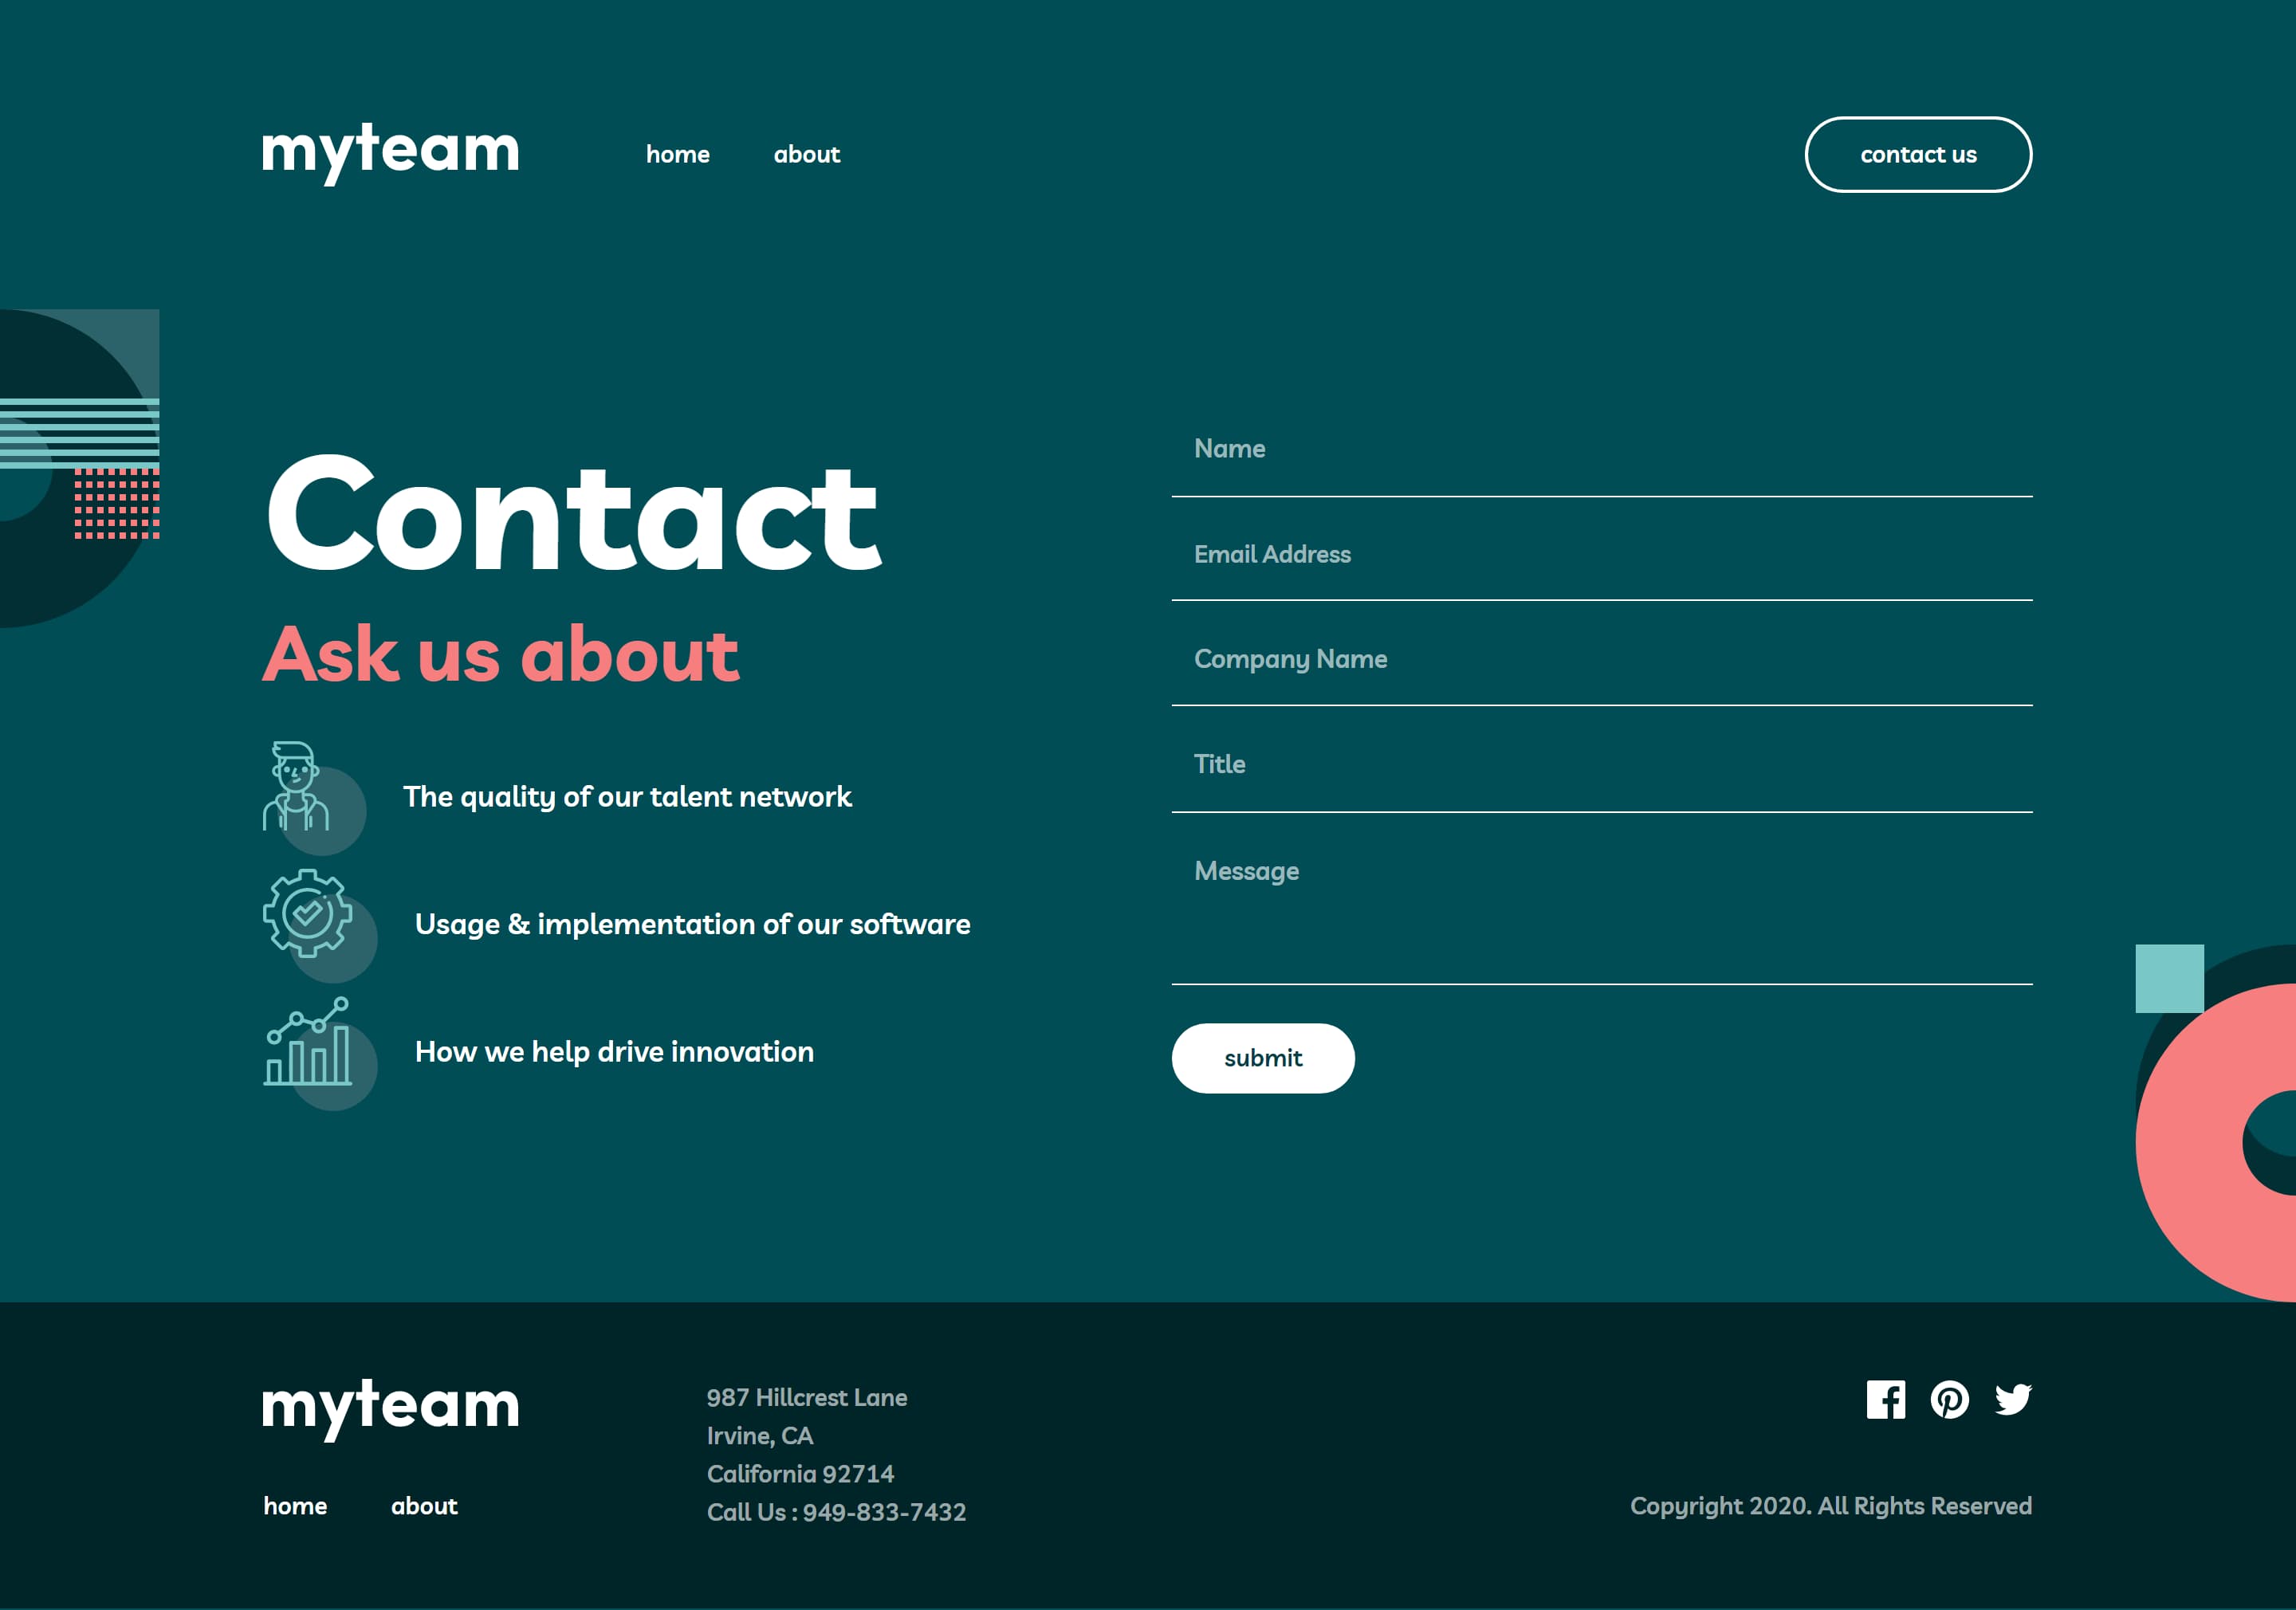 myteam
home
about
contact us
Contact
Ask us about
The quality of our talent network
Usage & implementation of our software
How we help drive innovation
Name
Email Address
Company Name
Title
Message
submit
myteam
home
about
987 Hillcrest Lane
Irvine, CA
California 92714
Call Us : 949-833-7432
Copyright 2020. All Rights Reserved